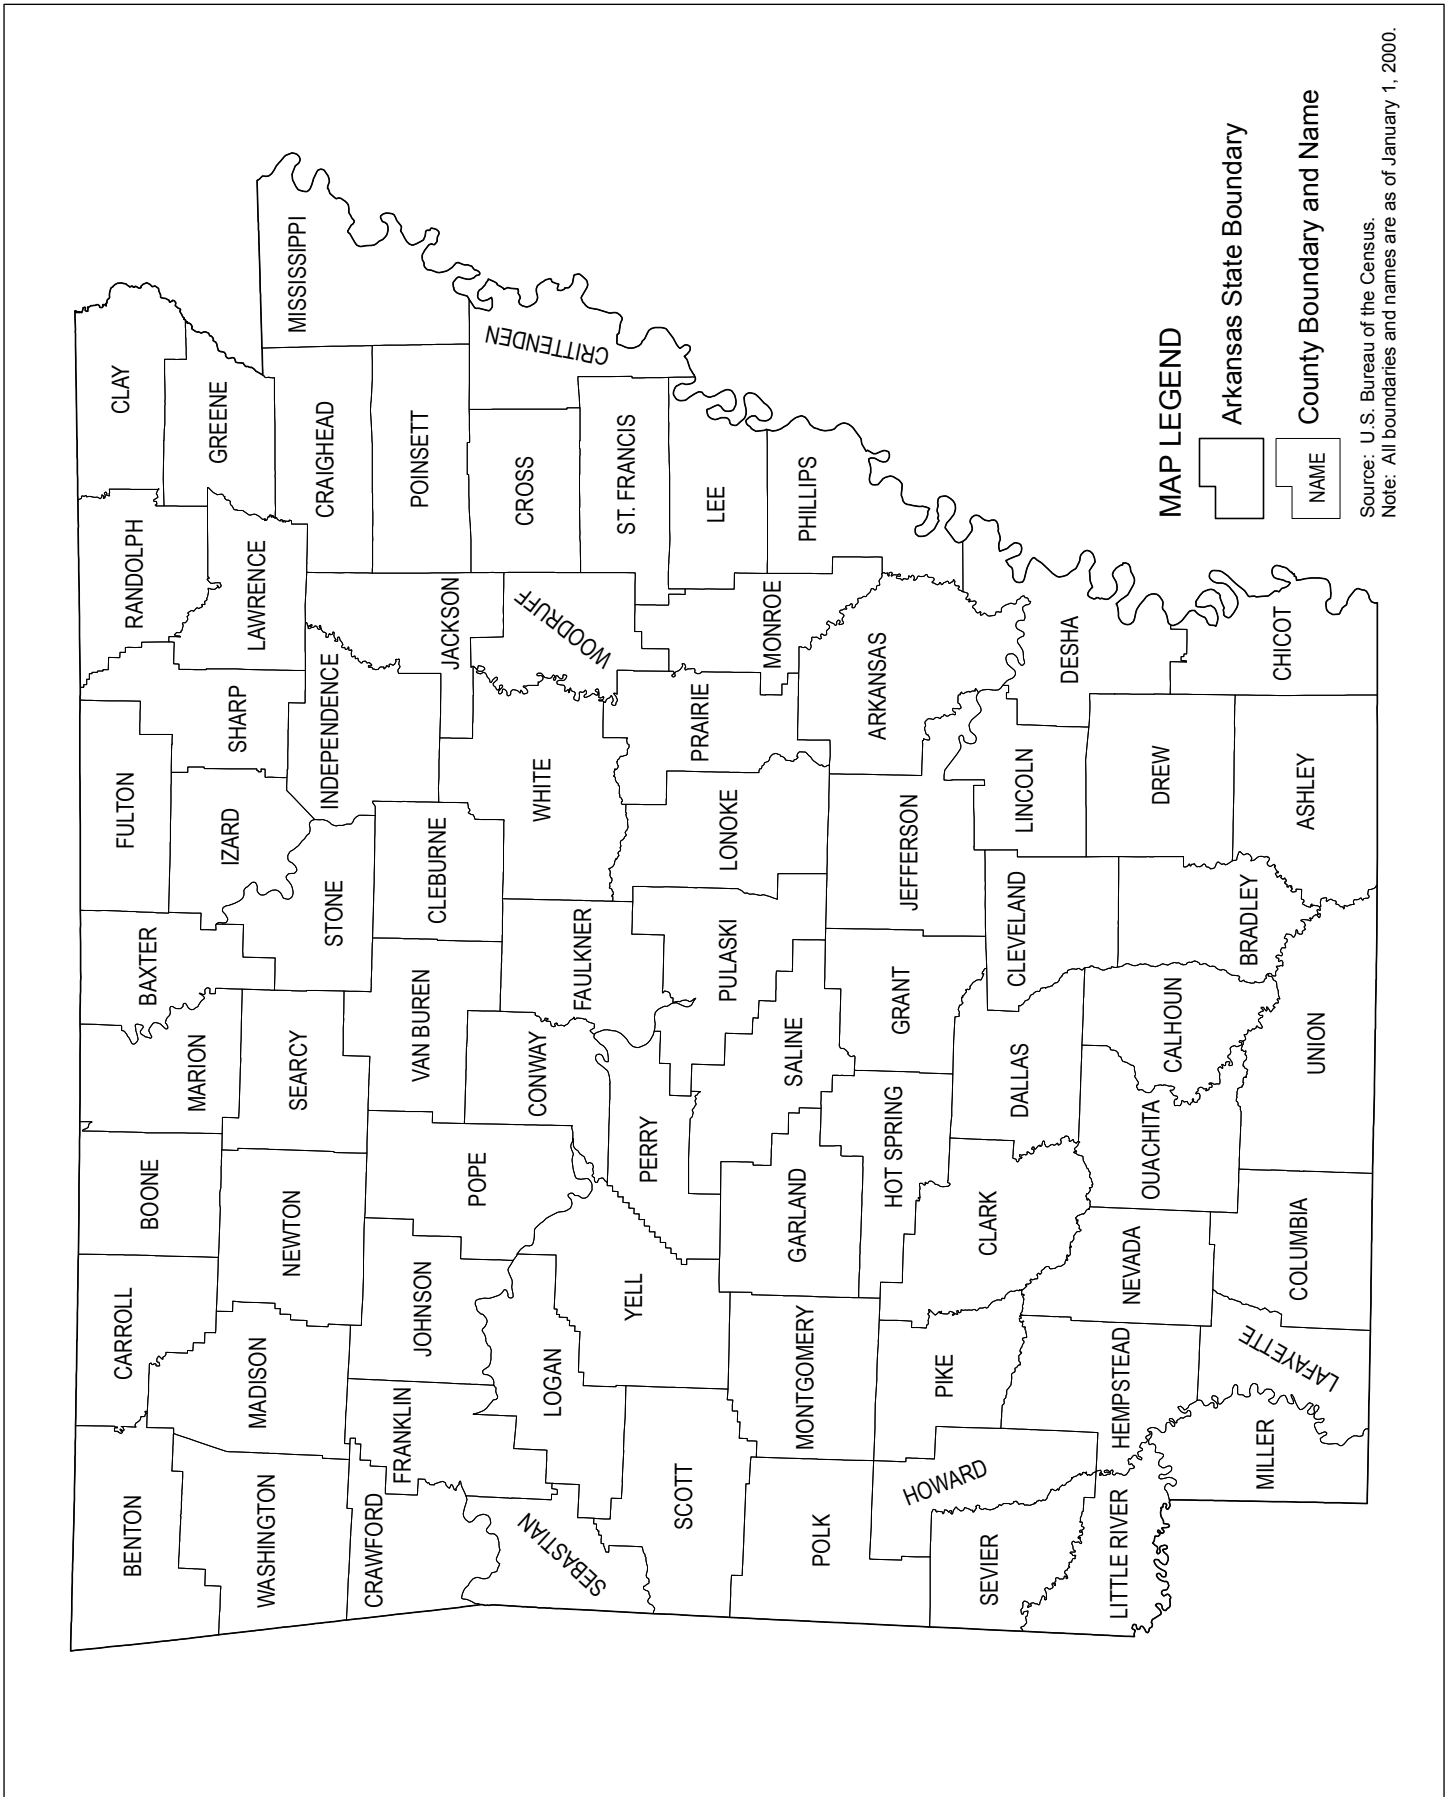 BENTON
CARROLL
BOONE
MARION
BAXTER
FULTON
RANDOLPH
CLAY
WASHINGTON
MADISON
NEWTON
SEARCY
IZARD
SHARP
LAWRENCE
GREENE
CRAWFORD
FRANKLIN
JOHNSON
POPE
VAN BUREN
STONE
INDEPENDENCE
CRAIGHEAD
MISSISSIPPI
CLEBURNE
JACKSON
POINSETT
SEBASTIAN
LOGAN
CONWAY
FAULKNER
WHITE
WOODRUFF
CROSS
CRITTENDEN
SCOTT
YELL
PERRY
PULASKI
LONOKE
PRAIRIE
MONROE
ST. FRANCIS
LEE
POLK
MONTGOMERY
GARLAND
SALINE
PHILLIPS
HOWARD
PIKE
HOT SPRING
GRANT
JEFFERSON
ARKANSAS
SEVIER
CLARK
DALLAS
CLEVELAND
LINCOLN
DESHA
LITTLE RIVER
HEMPSTEAD
NEVADA
OUACHITA
CALHOUN
BRADLEY
DREW
MILLER
LAFAYETTE
COLUMBIA
UNION
ASHLEY
CHICOT
MAP LEGEND
Arkansas State Boundary
NAME
County Boundary and Name
Source: U.S. Bureau of the Census.
Note: All boundaries and names are as of January 1, 2000.